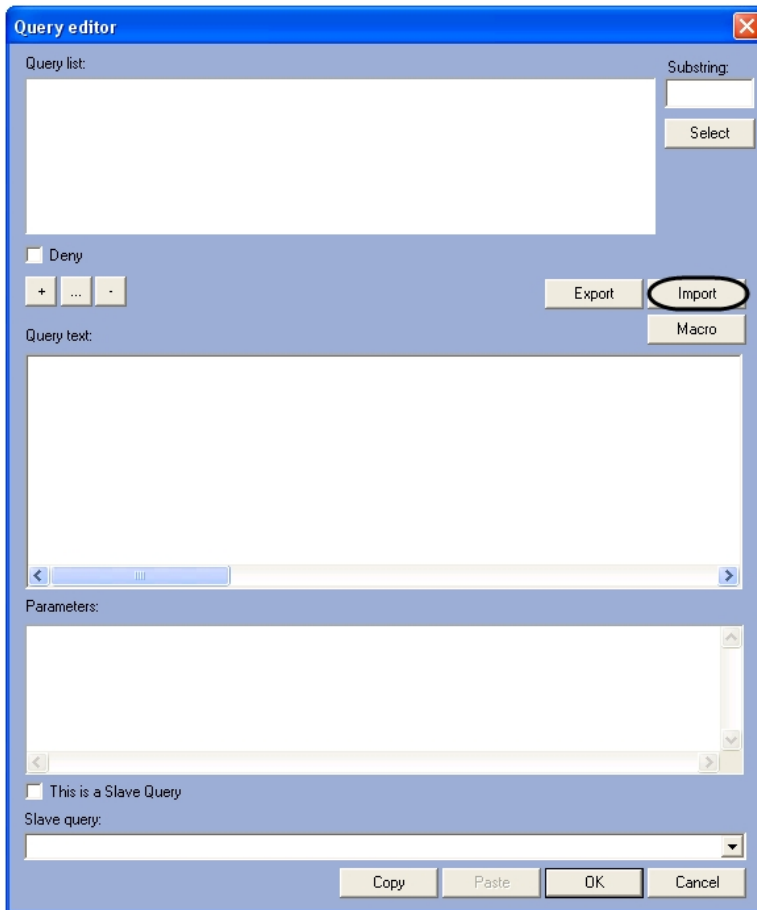 Query editor
Query list:
Substring:
Select
Deny
+ ... -
Export Import
Macro
Query text:
Parameters:
This is a Slave Query
Slave query:
Copy Paste OK Cancel